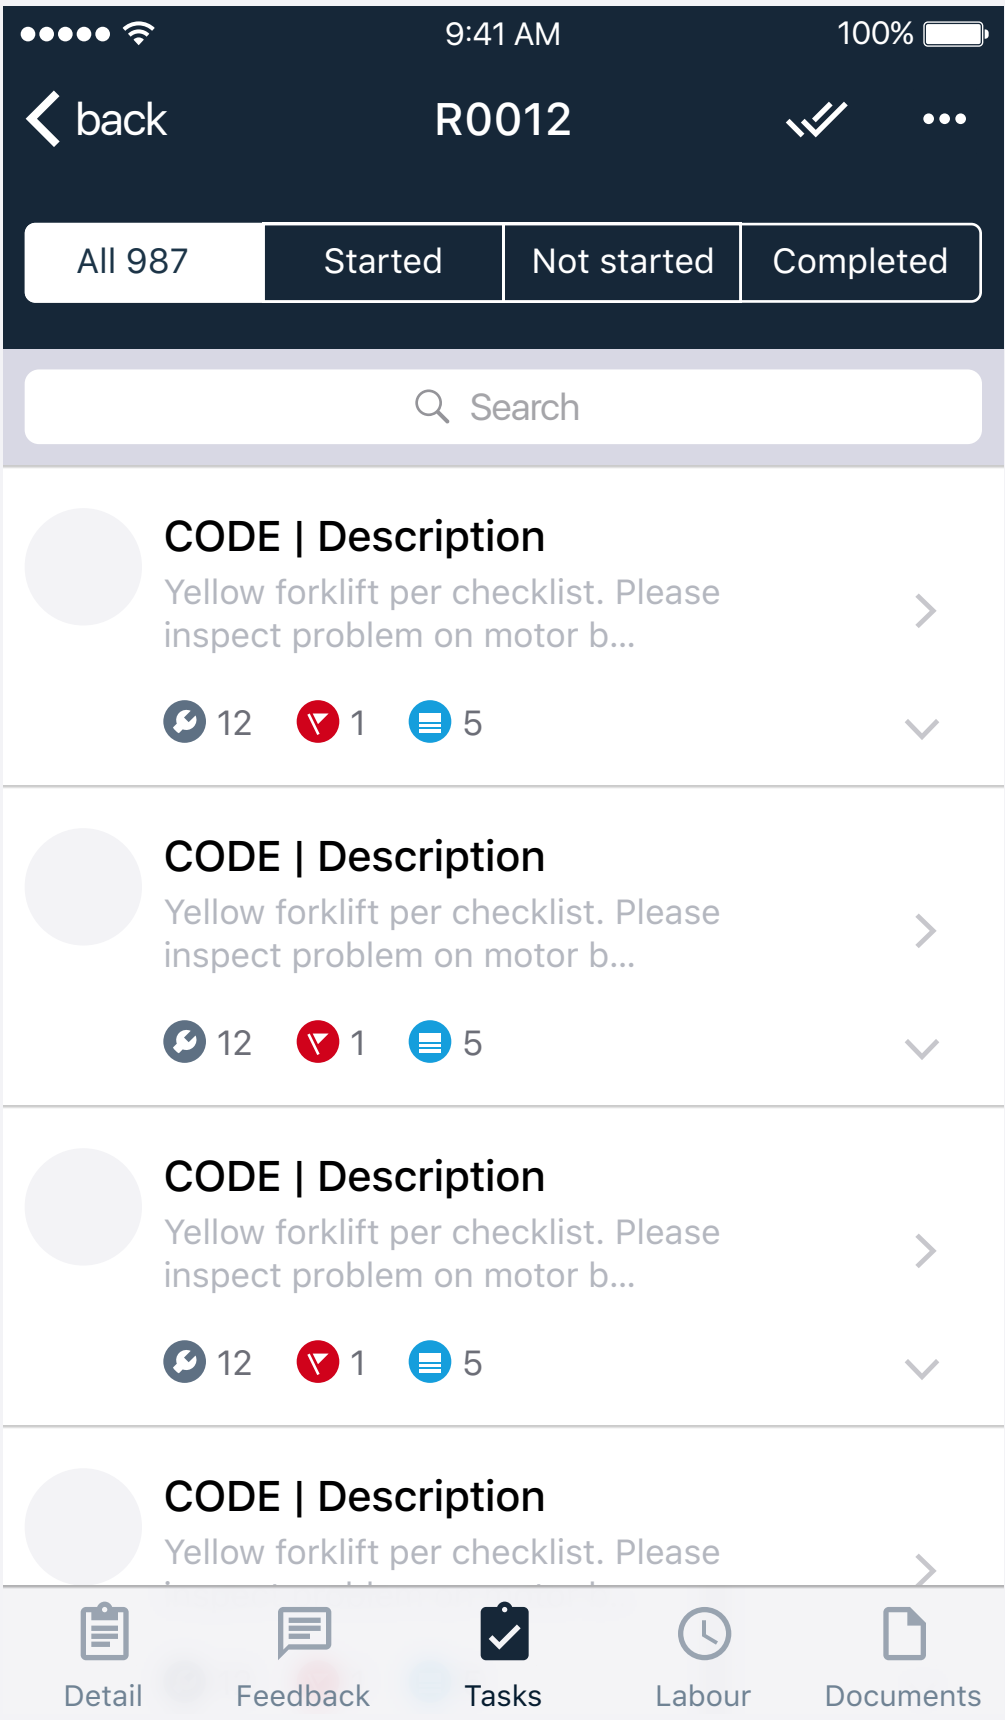 9:41 AM 100%
back R0012
All 987 Started Not started Completed
Search
CODE | Description
Yellow forklift per checklist. Please
inspect problem on motor b...
12 1 5
CODE | Description
Yellow forklift per checklist. Please
inspect problem on motor b...
12 1 5
CODE | Description
Yellow forklift per checklist. Please
inspect problem on motor b...
12 1 5
CODE | Description
Yellow forklift per checklist. Please
Detail Feedback Tasks Labour Documents